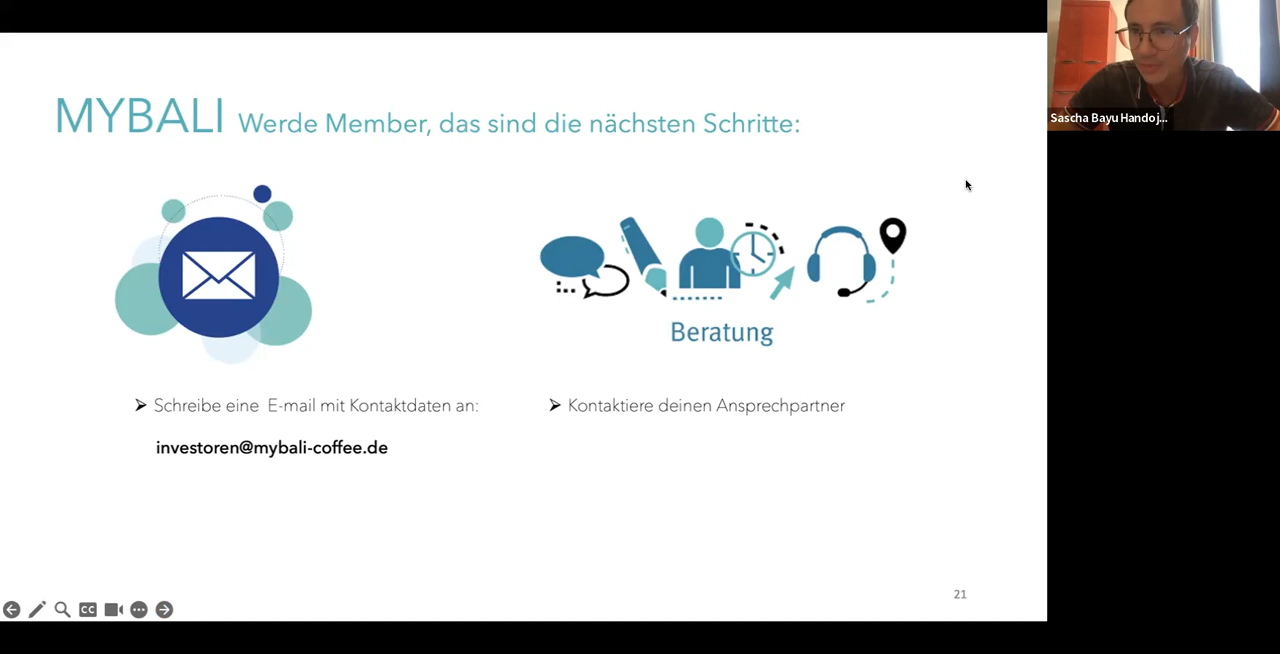 MYBALI Werde Member, das sind die nächsten Schritte:
Sascha Bayu Handoj...
Beratung
➢ Schreibe eine E-mail mit Kontaktdaten an:
investoren@mybali-coffee.de
➢ Kontaktiere deinen Ansprechpartner
CC
21